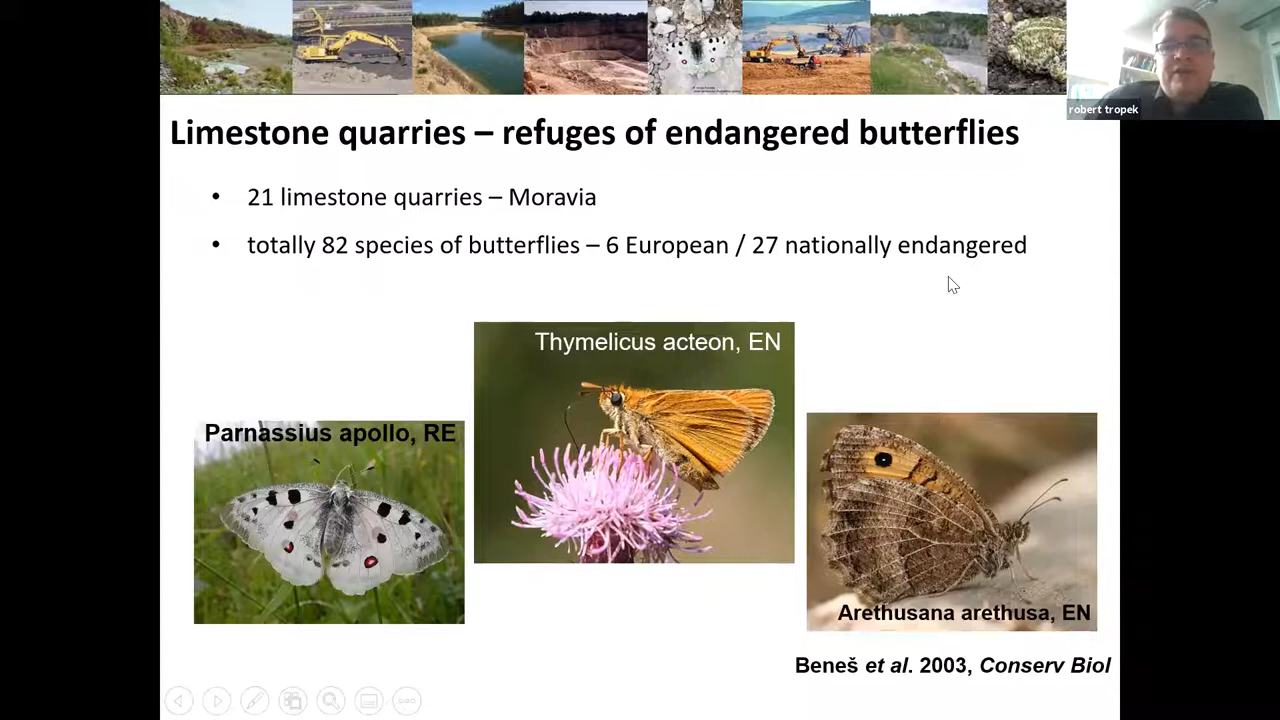 robert tropek
Limestone quarries – refuges of endangered butterflies
• 21 limestone quarries – Moravia
• totally 82 species of butterflies – 6 European / 27 nationally endangered
Thymelicus acteon, EN
Parnassius apollo, RE
Arethusana arethusa, EN
Beneš et al. 2003, Conserv Biol